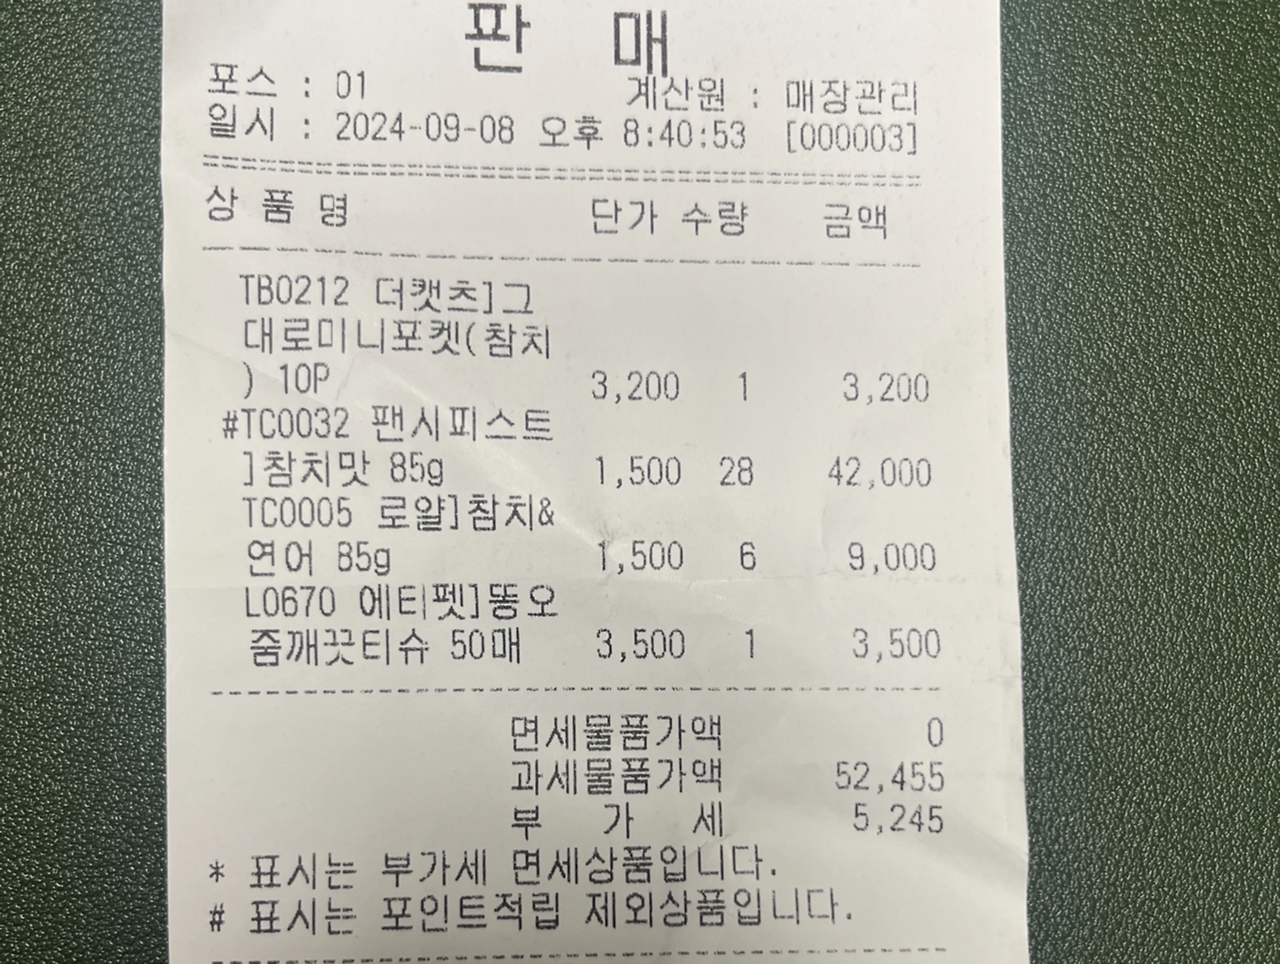 판 매
포스 : 01 계산원 : 매장관리
일시 : 2024-09-08 오후 8:40:53 [000003]
상 품 명 단가 수량 금액
TB0212 더캣츠]그
대로미니포켓(참치
) 10P 3,200 1 3,200
#TC0032 팬시피스트
]참치맛 85g 1,500 28 42,000
TC0005 로얄]참치&
연어 85g 1,500 6 9,000
L0670 에티펫]똥오
줌깨끗티슈 50매 3,500 1 3,500
면세물품가액 0
과세물품가액 52,455
부 가 세 5,245
* 표시는 부가세 면세상품입니다.
# 표시는 포인트적립 제외상품입니다.